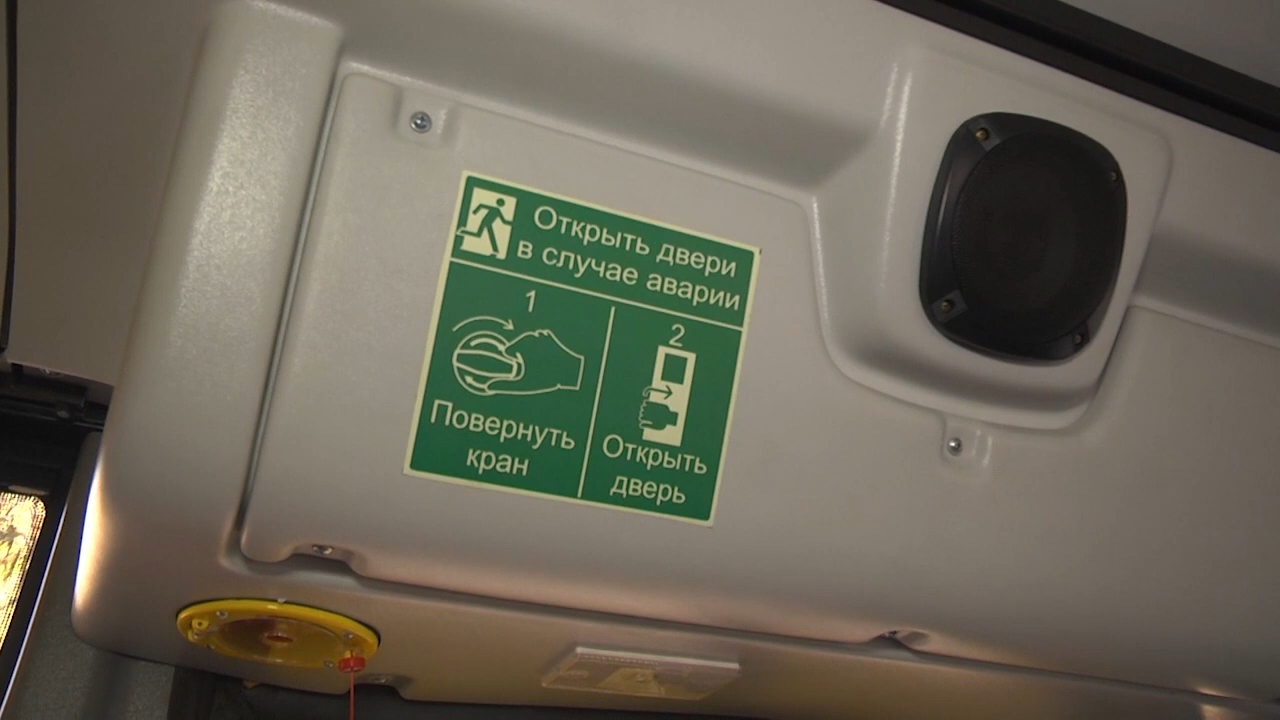 Открыть двери
в случае аварии
1
Повернуть
кран
2
Открыть
дверь